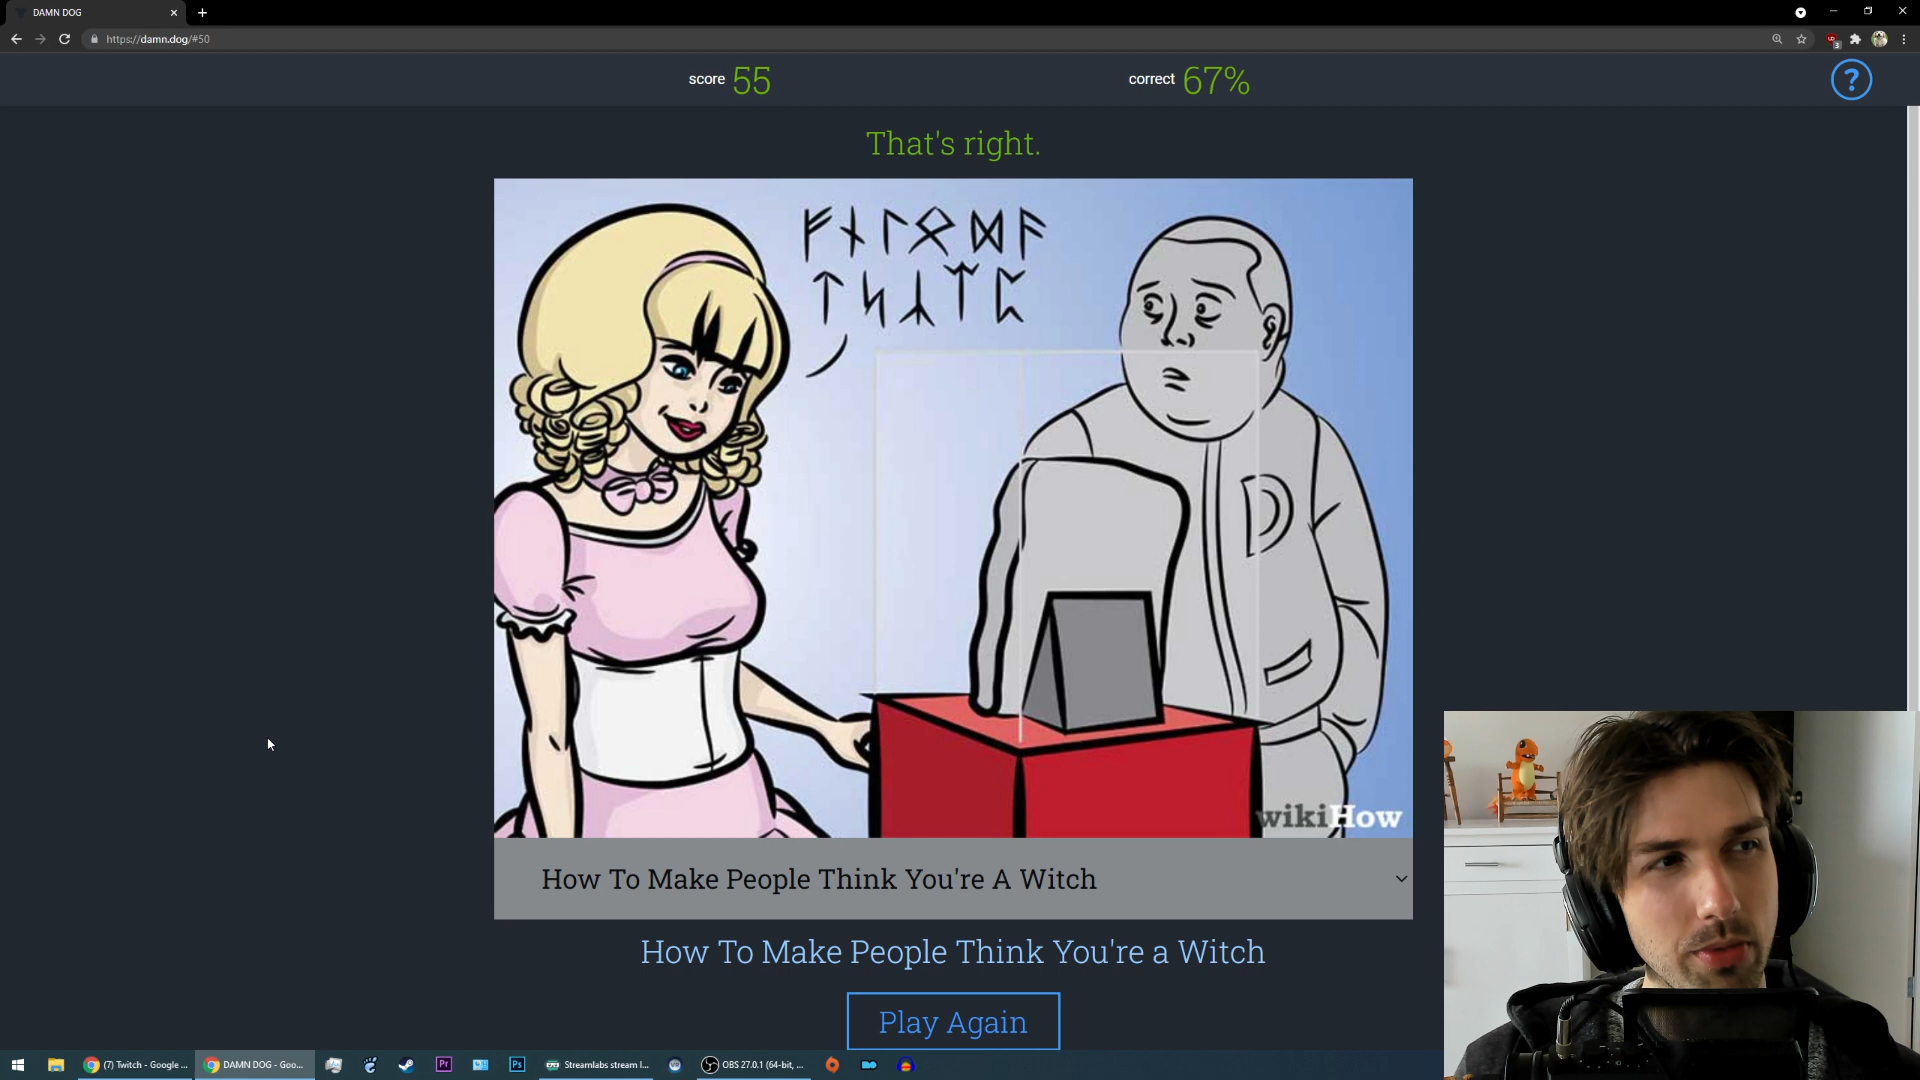 DAMN DOG
https://damn.dog/#50
score 55
correct 67%
?
That's right.
D
wikiHow
How To Make People Think You're A Witch
How To Make People Think You're a Witch
Play Again
(7) Twitch - Google ...
DAMN DOG - Goo...
Pr
Ps
Streamlabs stream l...
OBS 27.0.1 (64-bit, ...